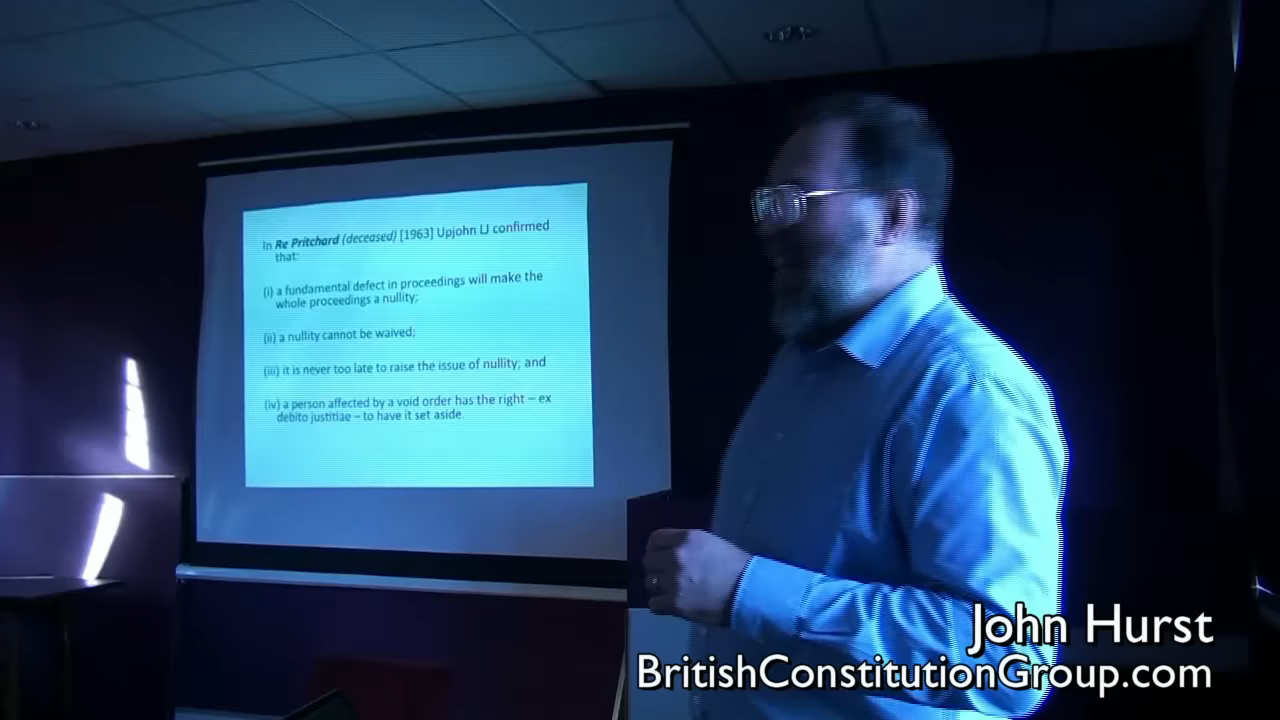 In Re Pritchard (deceased) [1963] Upjohn LJ confirmed
that:
(i) a fundamental defect in proceedings will make the
whole proceedings a nullity;
(ii) a nullity cannot be waived;
(iii) it is never too late to raise the issue of nullity; and
(iv) a person affected by a void order has the right – ex
debito justitiae – to have it set aside.
John Hurst
BritishConstitutionGroup.com